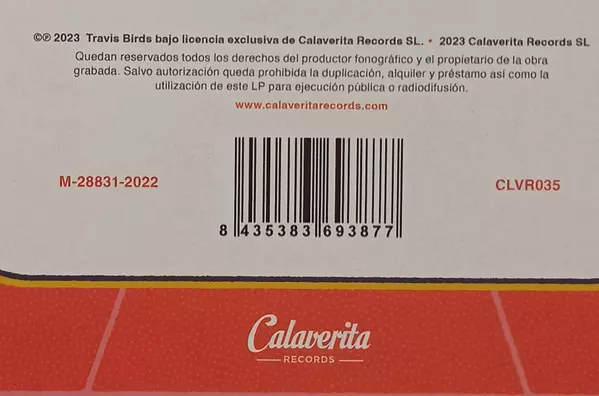 ©℗ 2023 Travis Birds bajo licencia exclusiva de Calaverita Records SL. • 2023 Calaverita Records SL
Quedan reservados todos los derechos del productor fonográfico y el propietario de la obra
grabada. Salvo autorización queda prohibida la duplicación, alquiler y préstamo así como la
utilización de este LP para ejecución pública o radiodifusión.
www.calaveritarecords.com
M-28831-2022
CLVR035
8 435383 693877
Calaverita
RECORDS